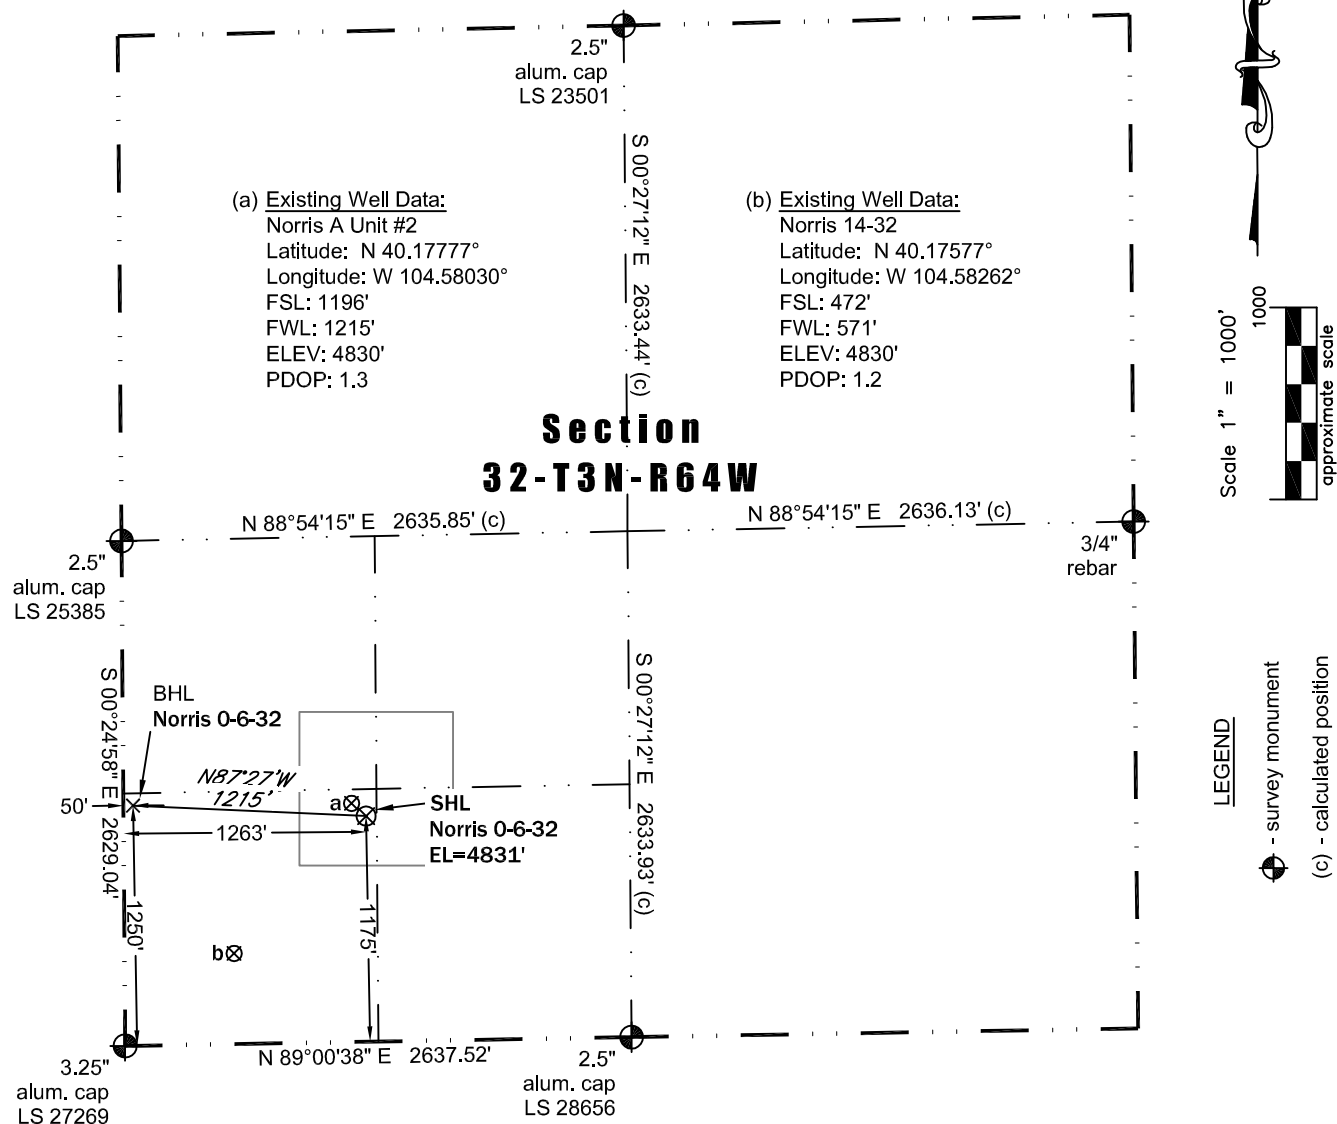 2.5"
alum. cap
LS 23501
S 00°27'12" E 2633.44' (c)
(a) Existing Well Data:
Norris A Unit #2
Latitude: N 40.17777°
Longitude: W 104.58030°
FSL: 1196'
FWL: 1215'
ELEV: 4830'
PDOP: 1.3
(b) Existing Well Data:
Norris 14-32
Latitude: N 40.17577°
Longitude: W 104.58262°
FSL: 472'
FWL: 571'
ELEV: 4830'
PDOP: 1.2
Section
32-T3N-R64W
N 88°54'15" E 2635.85' (c)
N 88°54'15" E 2636.13' (c)
2.5"
alum. cap
LS 25385
3/4"
rebar
Scale 1" = 1000'
1000
approximate scale
S 00°24'58" E 2629.04'
BHL
Norris 0-6-32
N87°27'W
1215'
50'
1263'
a
SHL
Norris 0-6-32
EL=4831'
1250'
1175'
b
S 00°27'12" E 2633.93' (c)
LEGEND
- survey monument
(c) - calculated position
N 89°00'38" E 2637.52'
3.25"
alum. cap
LS 27269
2.5"
alum. cap
LS 28656